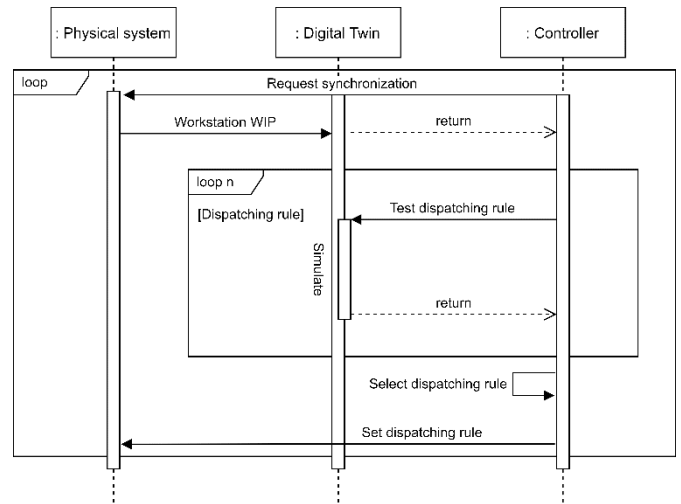 : Physical system
: Digital Twin
: Controller
loop
Request synchronization
Workstation WIP
return
loop n
[Dispatching rule]
Test dispatching rule
Simulate
return
Select dispatching rule
Set dispatching rule